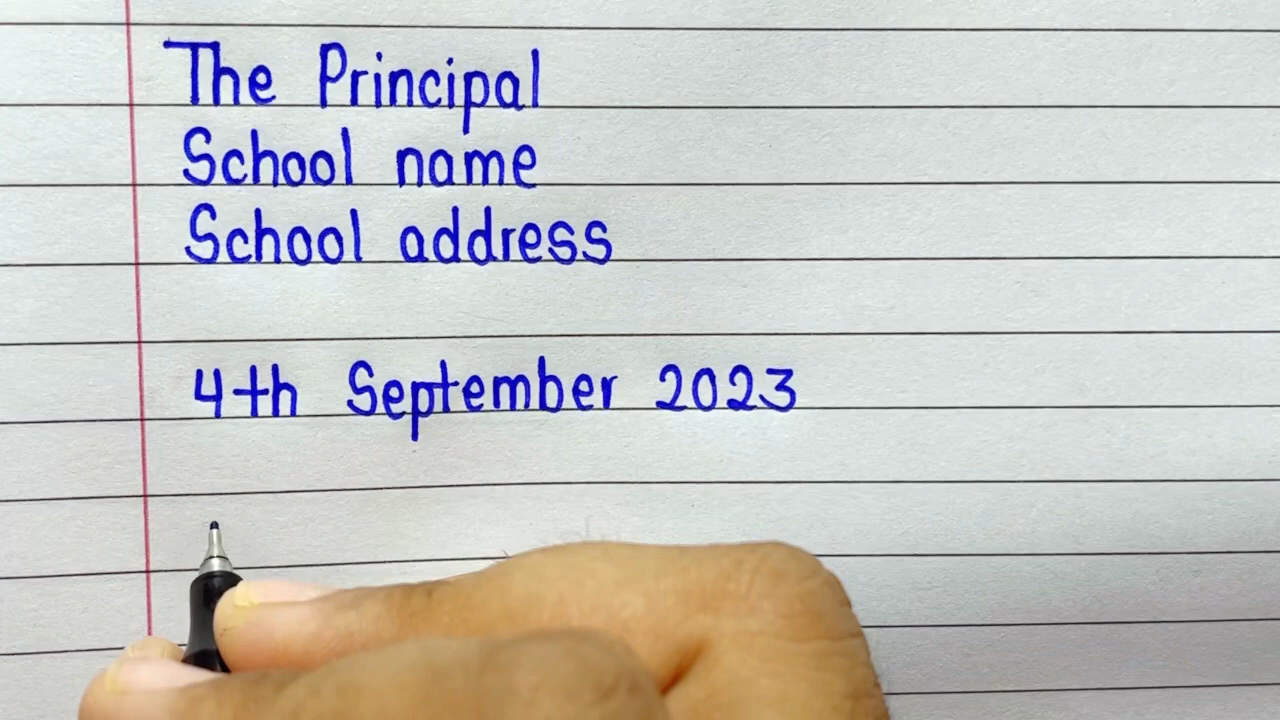 The Principal
School name
School address
4th September 2023